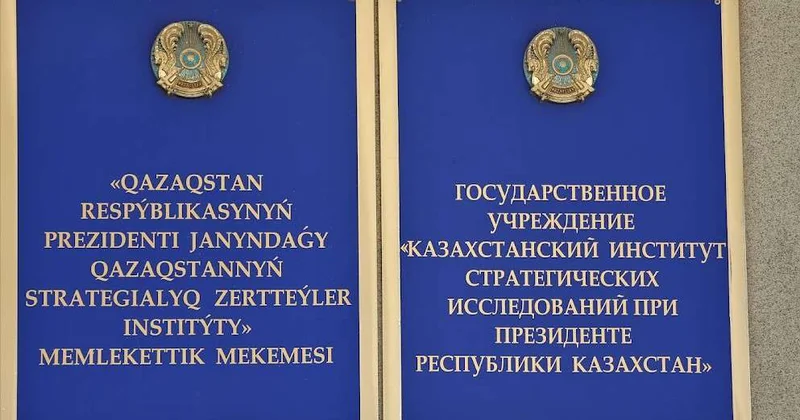 «QAZAQSTAN
RESPÝBLIKASYNYŃ
PREZIDENTI JANYNDAǴY
QAZAQSTANNYŃ
STRATEGIALYQ ZERTTEÝLER
INSTITÝTY»
MEMLEKETTIK MEKEMESI
ГОСУДАРСТВЕННОЕ
УЧРЕЖДЕНИЕ
«КАЗАХСТАНСКИЙ ИНСТИТУТ
СТРАТЕГИЧЕСКИХ
ИССЛЕДОВАНИЙ ПРИ
ПРЕЗИДЕНТЕ
РЕСПУБЛИКИ КАЗАХСТАН»